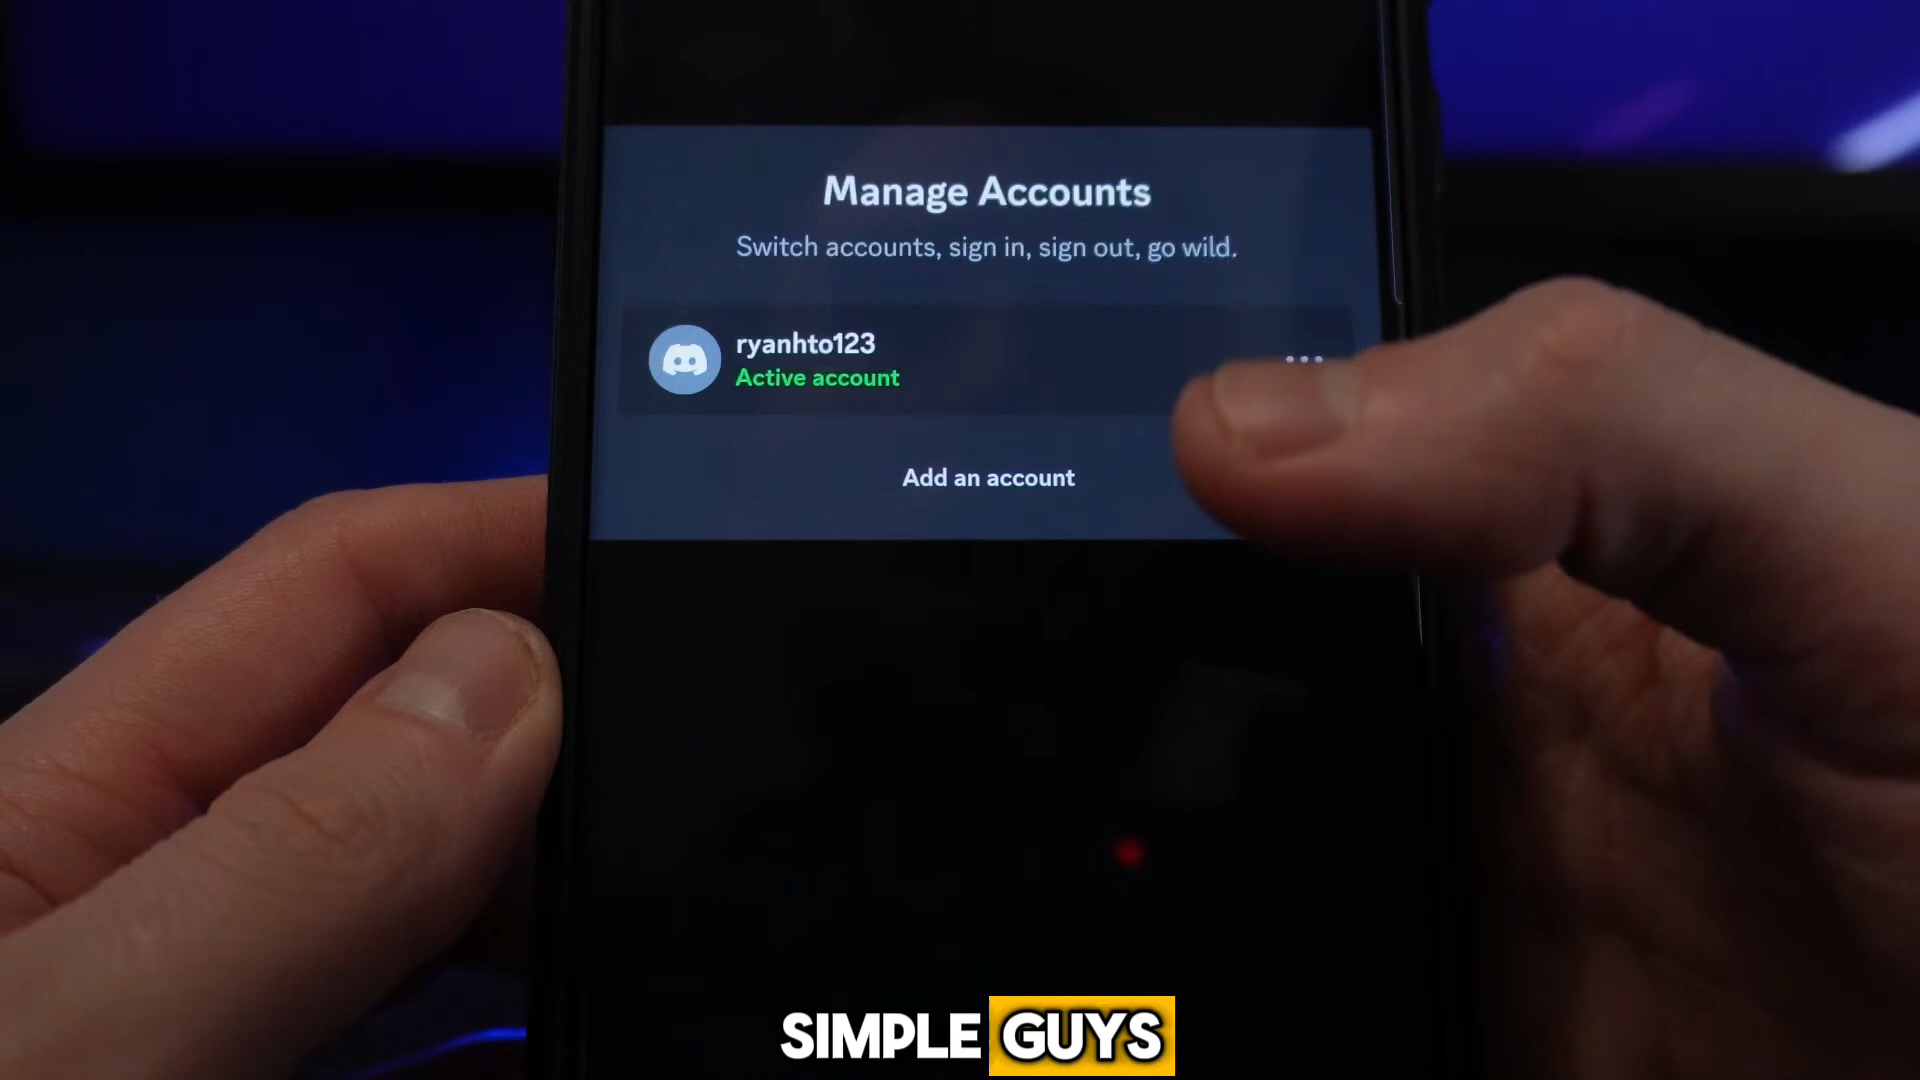 Manage Accounts
Switch accounts, sign in, sign out, go wild.
ryanhto123
Active account
Add an account
SIMPLE GUYS